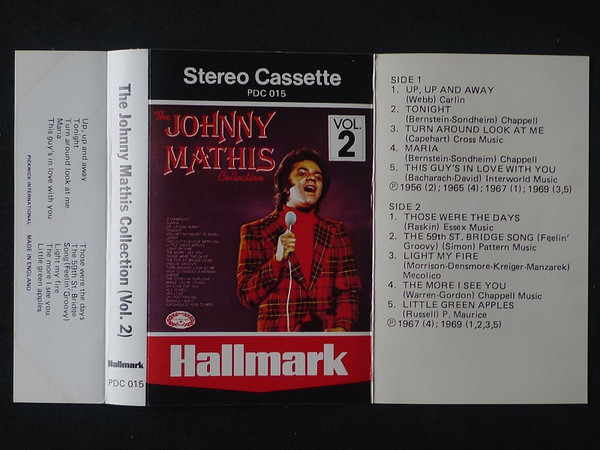 Up, up and away
Tonight
Turn around look at me
Maria
This guy's in love with you
Those were the days
The 59th St. Bridge
Song (Feelin' Groovy)
Light my fire
The more I see you
Little green apples
PICKWICK INTERNATIONAL MADE IN ENGLAND
The Johnny Mathis Collection (Vol. 2)
Hallmark
PDC 015
Stereo Cassette
PDC 015
The
JOHNNY
MATHIS
Collection
VOL.
2
Hallmark
SIDE 1
1. UP, UP AND AWAY
(Webb) Carlin
2. TONIGHT
(Bernstein-Sondheim) Chappell
3. TURN AROUND LOOK AT ME
(Capehart) Cross Music
4. MARIA
(Bernstein-Sondheim) Chappell
5. THIS GUY'S IN LOVE WITH YOU
(Bacharach-David) Interworld Music
Ⓟ 1956 (2); 1965 (4); 1967 (1); 1969 (3,5)
SIDE 2
1. THOSE WERE THE DAYS
(Raskin) Essex Music
2. THE 59th ST. BRIDGE SONG (Feelin'
Groovy) (Simon) Pattern Music
3. LIGHT MY FIRE
(Morrison-Densmore-Kreiger-Manzarek)
Mecolico
4. THE MORE I SEE YOU
(Warren-Gordon) Chappell Music
5. LITTLE GREEN APPLES
(Russell) P. Maurice
Ⓟ 1967 (4); 1969 (1,2,3,5)